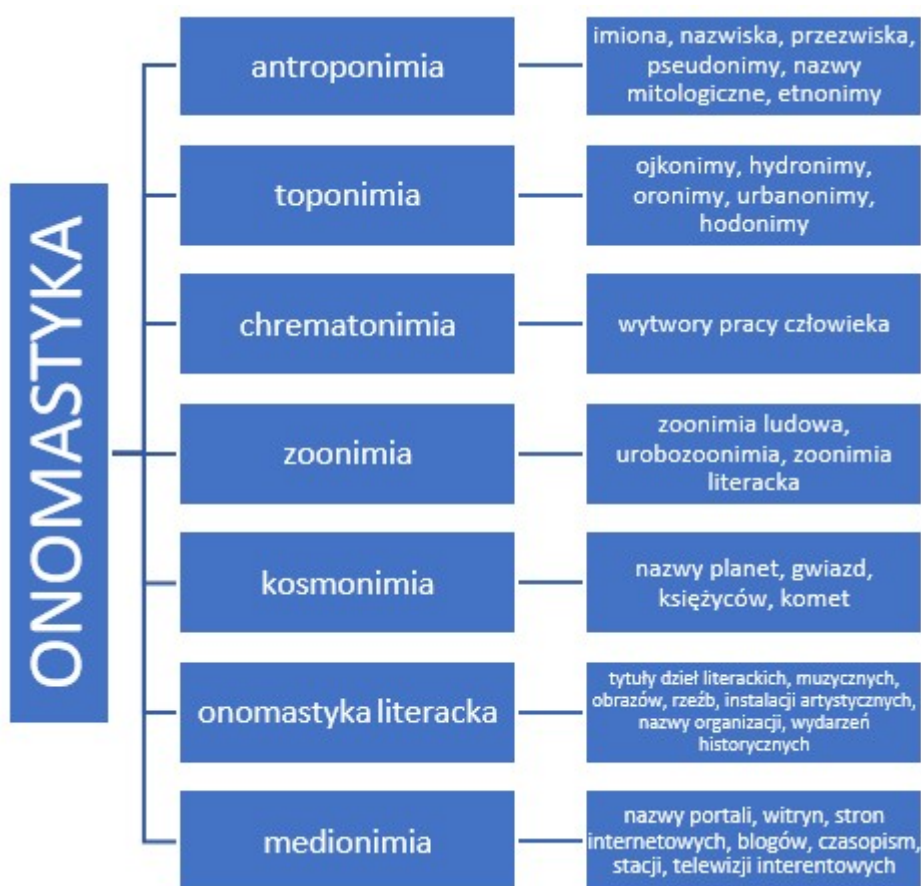 ONOMASTYKA
antroponimia
imiona, nazwiska, przezwiska,
pseudonimy, nazwy
mitologiczne, etnonimy
toponimia
ojkonimy, hydronimy,
oronimy, urbanonimy,
hodonimy
chrematonimia
wytwory pracy człowieka
zoonimia
zoonimia ludowa,
urobozoonimia, zoonimia
literacka
kosmonimia
nazwy planet, gwiazd,
księżyców, komet
onomastyka literacka
tytuły dzieł literackich, muzycznych,
obrazów, rzeźb, instalacji artystycznych,
nazwy organizacji, wydarzeń
historycznych
medionimia
nazwy portali, witryn, stron
internetowych, blogów, czasopism,
stacji, telewizji interentowych